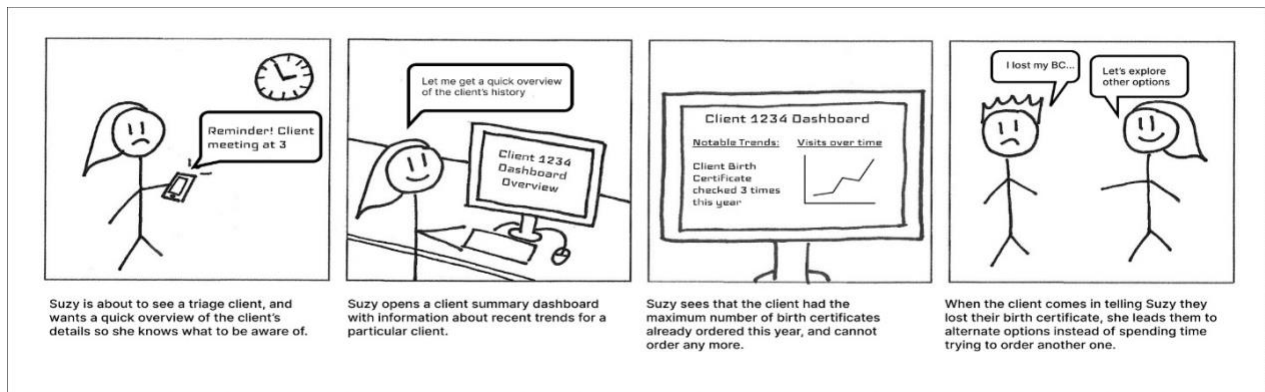 Reminder! Client
meeting at 3
Suzy is about to see a triage client, and
wants a quick overview of the client's
details so she knows what to be aware of.
Let me get a quick overview
of the client's history
Client 1234
Dashboard
Overview
Suzy opens a client summary dashboard
with information about recent trends for a
particular client.
Client 1234 Dashboard
Notable Trends:
Client Birth
Certificate
checked 3 times
this year
Visits over time
Suzy sees that the client had the
maximum number of birth certificates
already ordered this year, and cannot
order any more.
I lost my BC...
Let's explore
other options
When the client comes in telling Suzy they
lost their birth certificate, she leads them to
alternate options instead of spending time
trying to order another one.